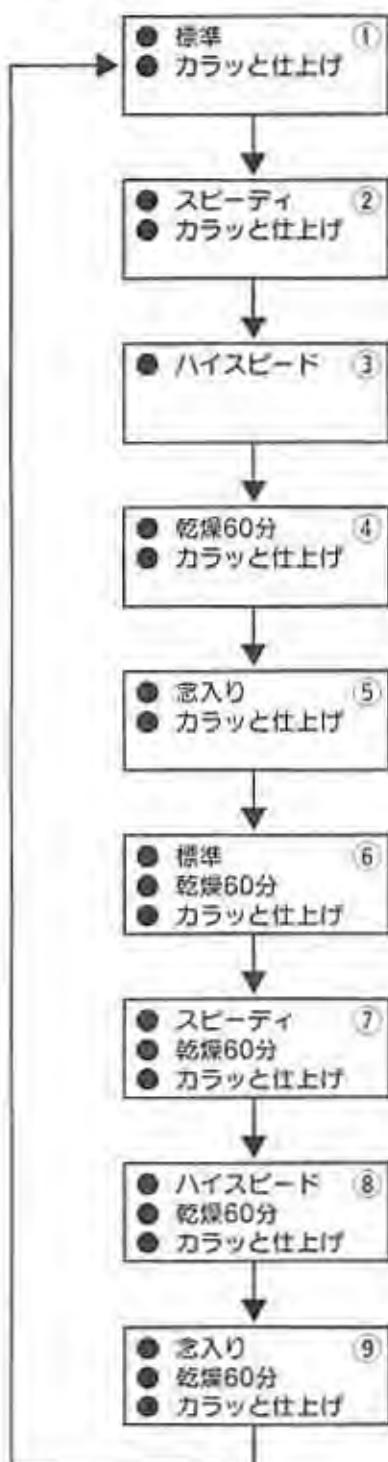 ● 標準 ①
● カラッと仕上げ
● スピーディ ②
● カラッと仕上げ
● ハイスピード ③
● 乾燥60分 ④
● カラッと仕上げ
● 念入り ⑤
● カラッと仕上げ
● 標準 ⑥
● 乾燥60分
● カラッと仕上げ
● スピーディ ⑦
● 乾燥60分
● カラッと仕上げ
● ハイスピード ⑧
● 乾燥60分
● カラッと仕上げ
● 念入り ⑨
● 乾燥60分
● カラッと仕上げ